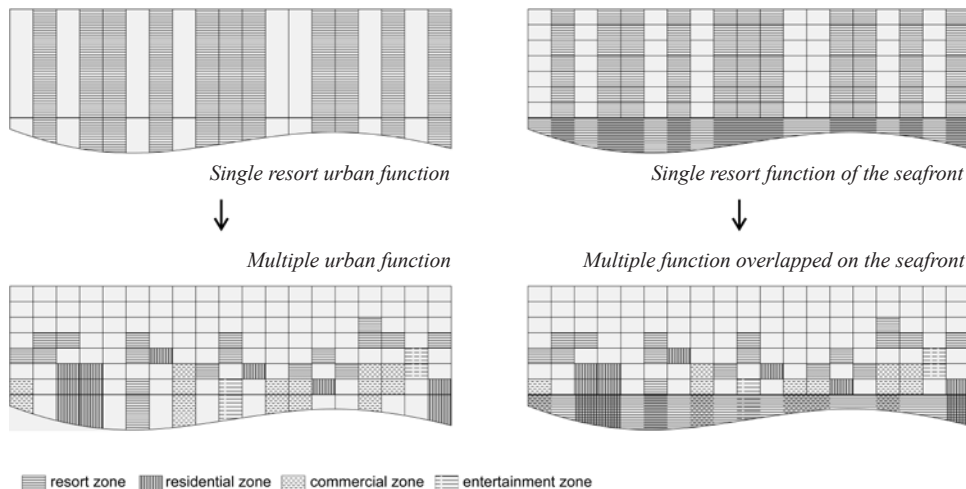 Single resort urban function
Single resort function of the seafront
Multiple urban function
Multiple function overlapped on the seafront
resort zone residential zone commercial zone entertainment zone